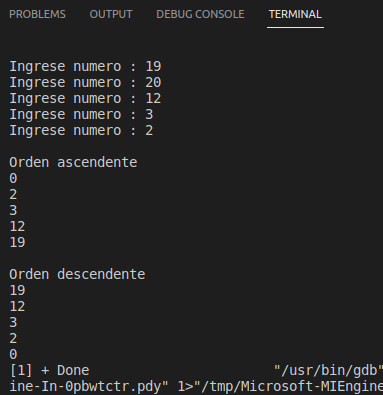 PROBLEMS OUTPUT DEBUG CONSOLE TERMINAL
Ingrese numero : 19
Ingrese numero : 20
Ingrese numero : 12
Ingrese numero : 3
Ingrese numero : 2
Orden ascendente
0
2
3
12
19
Orden descendente
19
12
3
2
0
[1] + Done "/usr/bin/gdb"
ine-In-0pbwtctr.pdy" 1>"/tmp/Microsoft-MIEngine